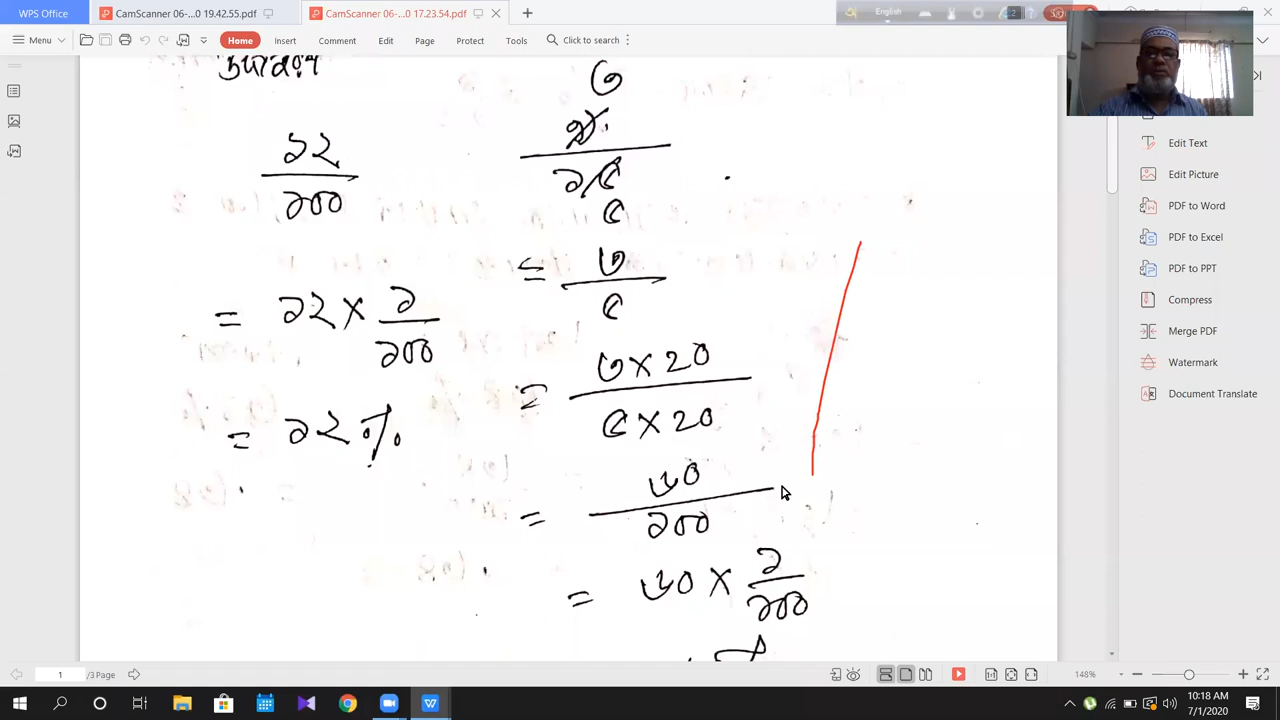 WPS Office
CamScanner 06-...0 19.42.55.pdf
CamScanner 06-...0 17.23.54.pdf
English
Menu
Home
Insert
Comment
Edit
Page
Protect
Tools
Click to search
উদাহরণ
১২
১০০
= ১২ × ১
১০০
= ১২ %
৩
১৫
৫
= ৩
৫
= ৩ × ২০
৫ × ২০
= ৬০
১০০
= ৬০ × ১
১০০
Edit Text
Edit Picture
PDF to Word
PDF to Excel
PDF to PPT
Compress
Merge PDF
Watermark
Document Translate
1 /3 Page
148%
10:18 AM
7/1/2020